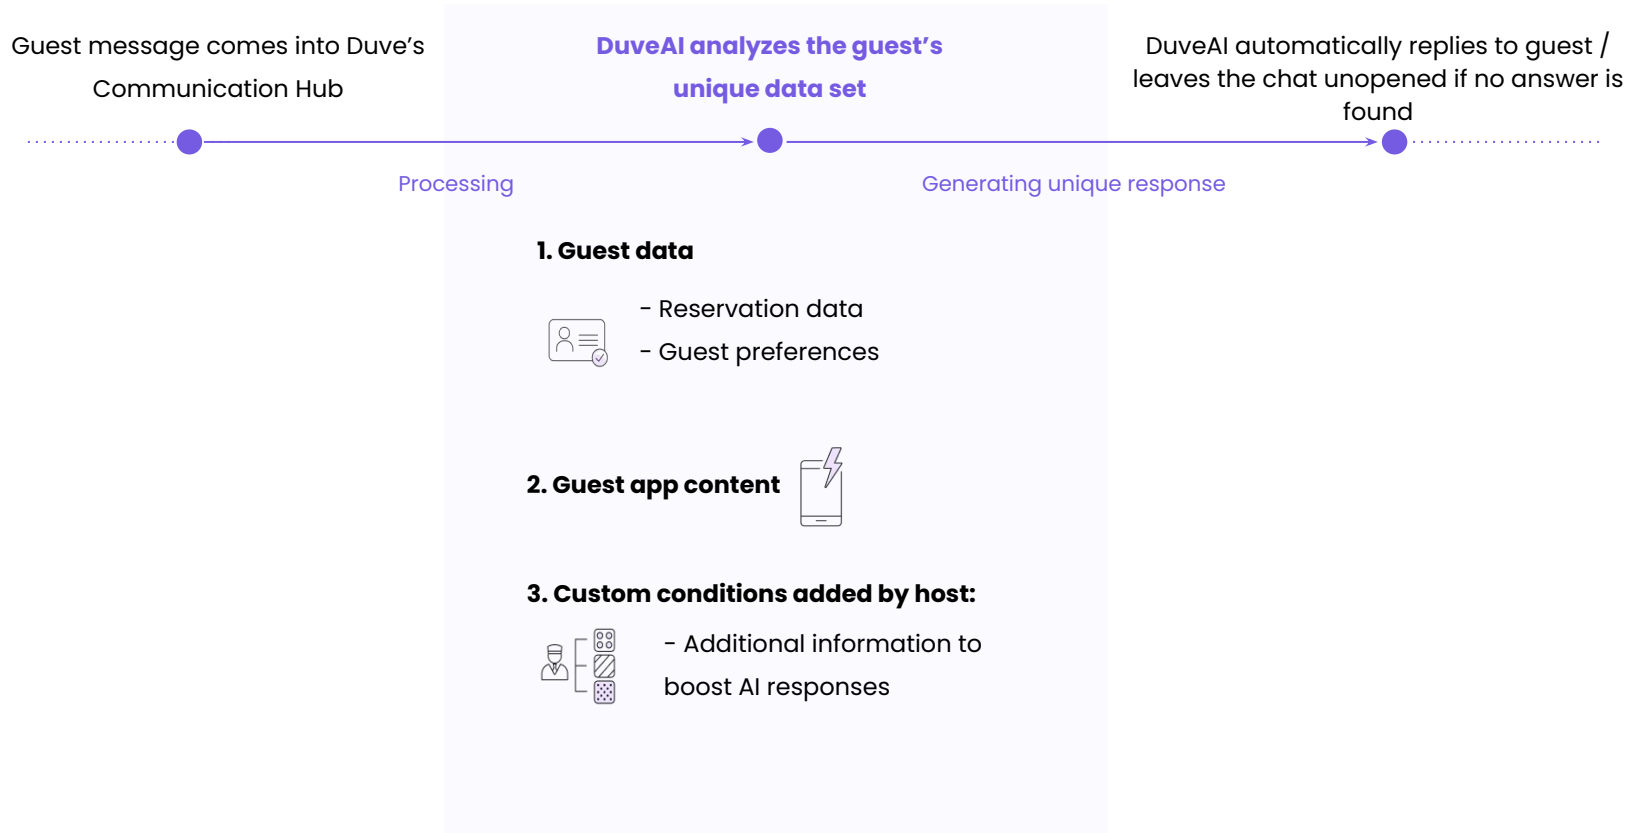 Guest message comes into Duve’s
Communication Hub
DuveAI analyzes the guest’s
unique data set
DuveAI automatically replies to guest /
leaves the chat unopened if no answer is
found
Processing
Generating unique response
1. Guest data
- Reservation data
- Guest preferences
2. Guest app content
3. Custom conditions added by host:
- Additional information to
boost AI responses